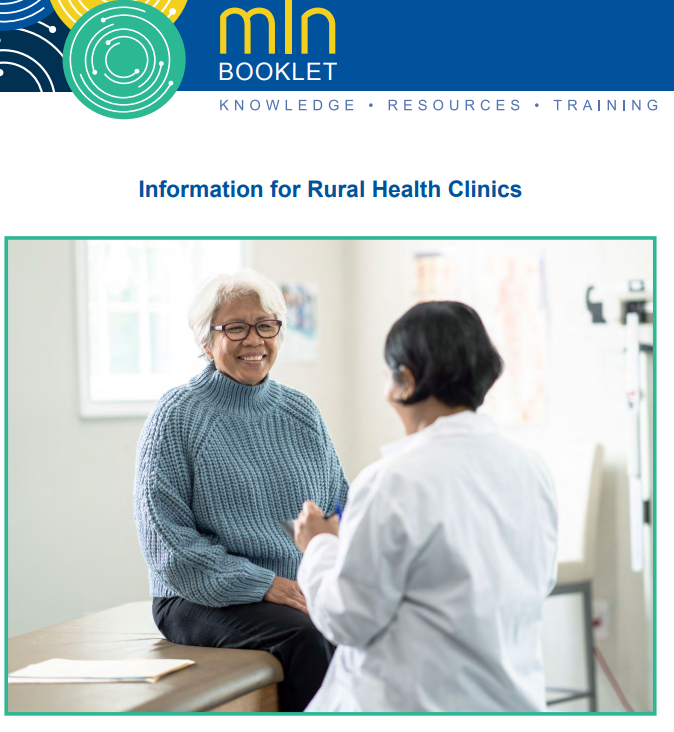 mln
BOOKLET
KNOWLEDGE • RESOURCES • TRAINING
Information for Rural Health Clinics